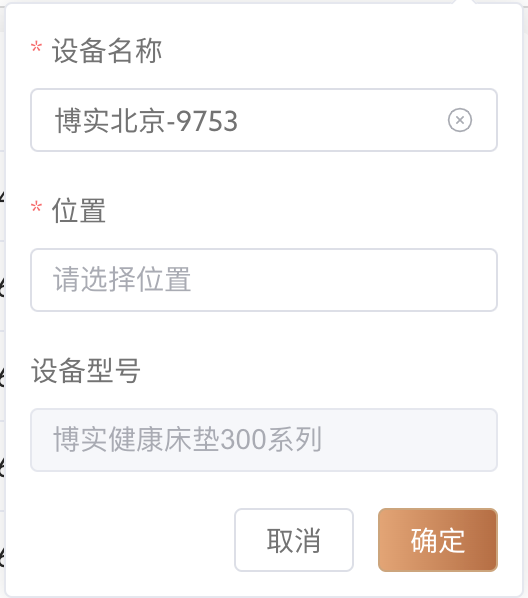 * 设备名称
博实北京-9753
* 位置
请选择位置
设备型号
博实健康床垫300系列
取消
确定